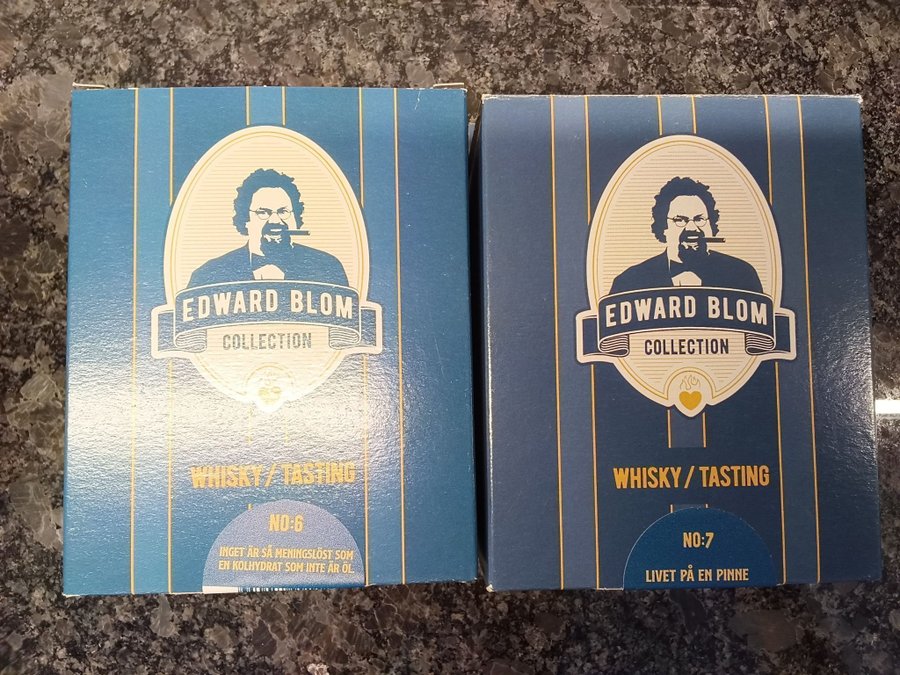 EDWARD BLOM
COLLECTION
WHISKY / TASTING
NO:6
INGET ÄR SÅ MENINGSLÖST SOM
EN KOLHYDRAT SOM INTE ÄR ÖL.
EDWARD BLOM
COLLECTION
WHISKY / TASTING
NO:7
LIVET PÅ EN PINNE